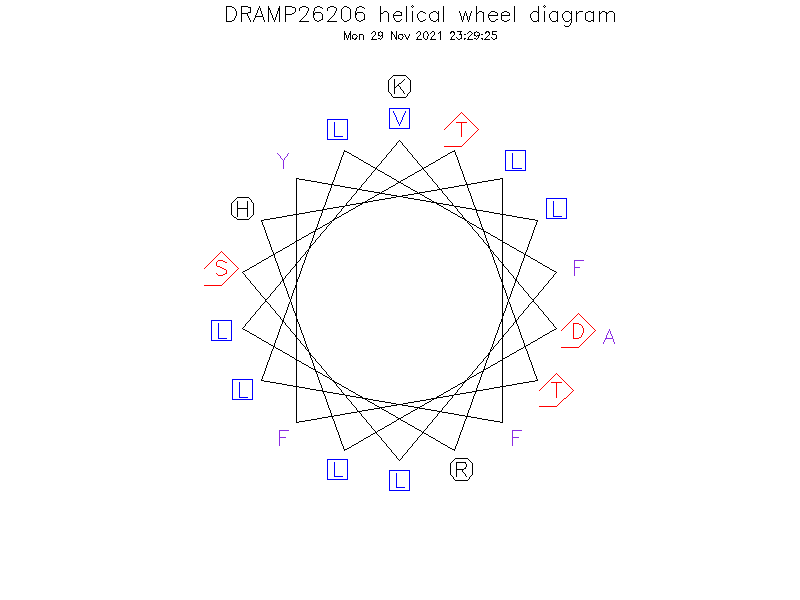 DRAMP26206 helical wheel diagram
Mon 29 Nov 2021 23:29:25
K
L V T
Y L
H L
S F
L D A
L T
F F
L L R